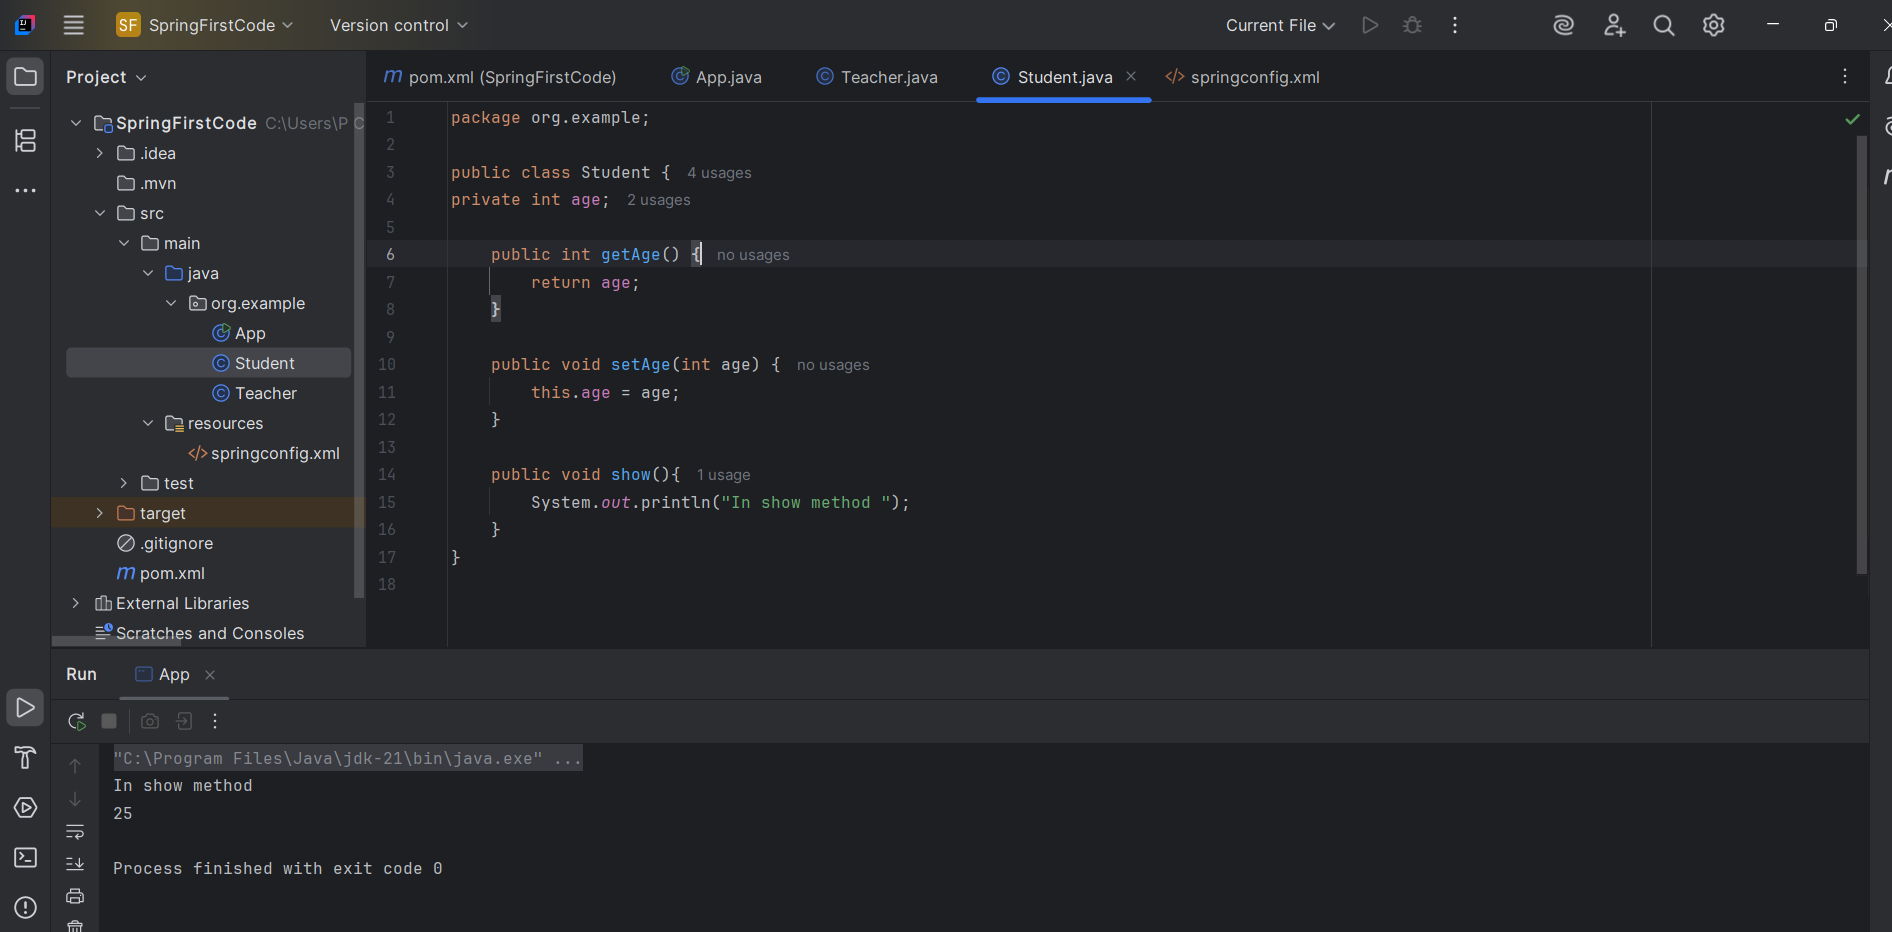 SF SpringFirstCode Version control Current File
Project
pom.xml (SpringFirstCode) App.java Teacher.java Student.java springconfig.xml
SpringFirstCode C:\Users\P C
.idea
.mvn
src
main
java
org.example
App
Student
Teacher
resources
springconfig.xml
test
target
.gitignore
pom.xml
External Libraries
Scratches and Consoles
1 package org.example;
2
3 public class Student { 4 usages
4 private int age; 2 usages
5
6 public int getAge() { no usages
7 return age;
8 }
9
10 public void setAge(int age) { no usages
11 this.age = age;
12 }
13
14 public void show(){ 1 usage
15 System.out.println("In show method ");
16 }
17 }
18
Run App
"C:\Program Files\Java\jdk-21\bin\java.exe" ...
In show method
25
Process finished with exit code 0